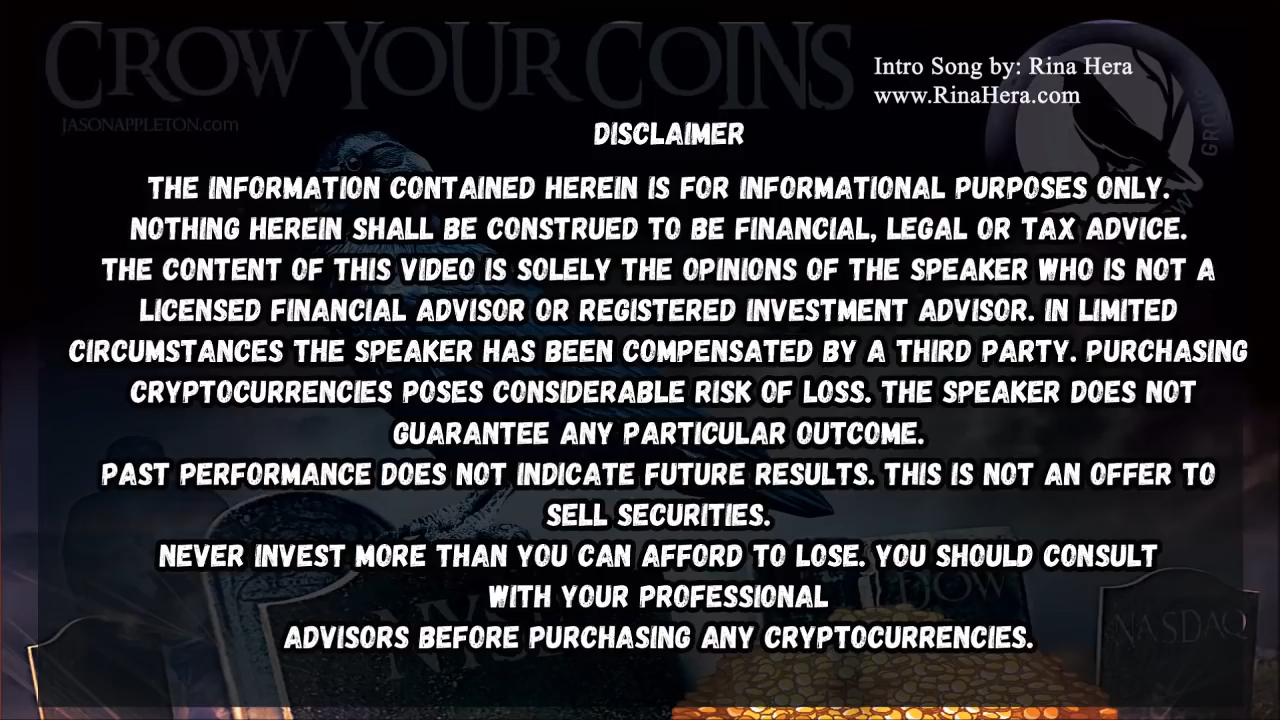 CROW YOUR COINS
JASONAPPLETON.com
Intro Song by: Rina Hera
www.RinaHera.com
GROUP
DISCLAIMER
THE INFORMATION CONTAINED HEREIN IS FOR INFORMATIONAL PURPOSES ONLY.
NOTHING HEREIN SHALL BE CONSTRUED TO BE FINANCIAL, LEGAL OR TAX ADVICE.
THE CONTENT OF THIS VIDEO IS SOLELY THE OPINIONS OF THE SPEAKER WHO IS NOT A
LICENSED FINANCIAL ADVISOR OR REGISTERED INVESTMENT ADVISOR. IN LIMITED
CIRCUMSTANCES THE SPEAKER HAS BEEN COMPENSATED BY A THIRD PARTY. PURCHASING
CRYPTOCURRENCIES POSES CONSIDERABLE RISK OF LOSS. THE SPEAKER DOES NOT
GUARANTEE ANY PARTICULAR OUTCOME.
PAST PERFORMANCE DOES NOT INDICATE FUTURE RESULTS. THIS IS NOT AN OFFER TO
SELL SECURITIES.
NEVER INVEST MORE THAN YOU CAN AFFORD TO LOSE. YOU SHOULD CONSULT
WITH YOUR PROFESSIONAL
ADVISORS BEFORE PURCHASING ANY CRYPTOCURRENCIES.
DJOW
NYSE
NASDAQ